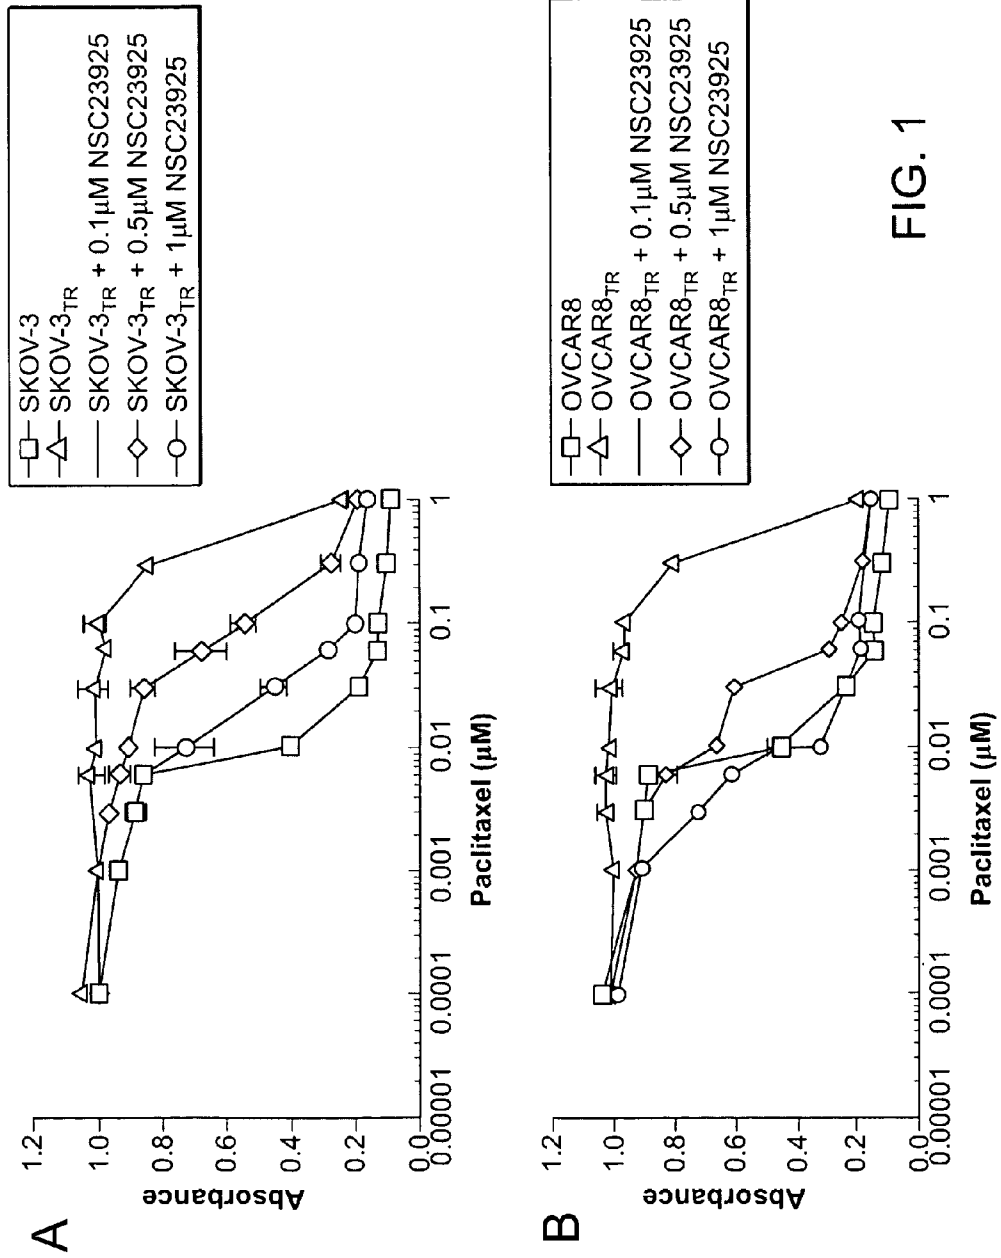 A
Absorbance
1.2
1.0
0.8
0.6
0.4
0.2
0.0
0.00001
0.0001
0.001
0.01
0.1
1
Paclitaxel (µM)
SKOV-3
SKOV-3TR
SKOV-3TR + 0.1µM NSC23925
SKOV-3TR + 0.5µM NSC23925
SKOV-3TR + 1µM NSC23925
B
Absorbance
1.2
1.0
0.8
0.6
0.4
0.2
0.0
0.00001
0.0001
0.001
0.01
0.1
1
Paclitaxel (µM)
OVCAR8
OVCAR8TR
OVCAR8TR + 0.1µM NSC23925
OVCAR8TR + 0.5µM NSC23925
OVCAR8TR + 1µM NSC23925
FIG. 1